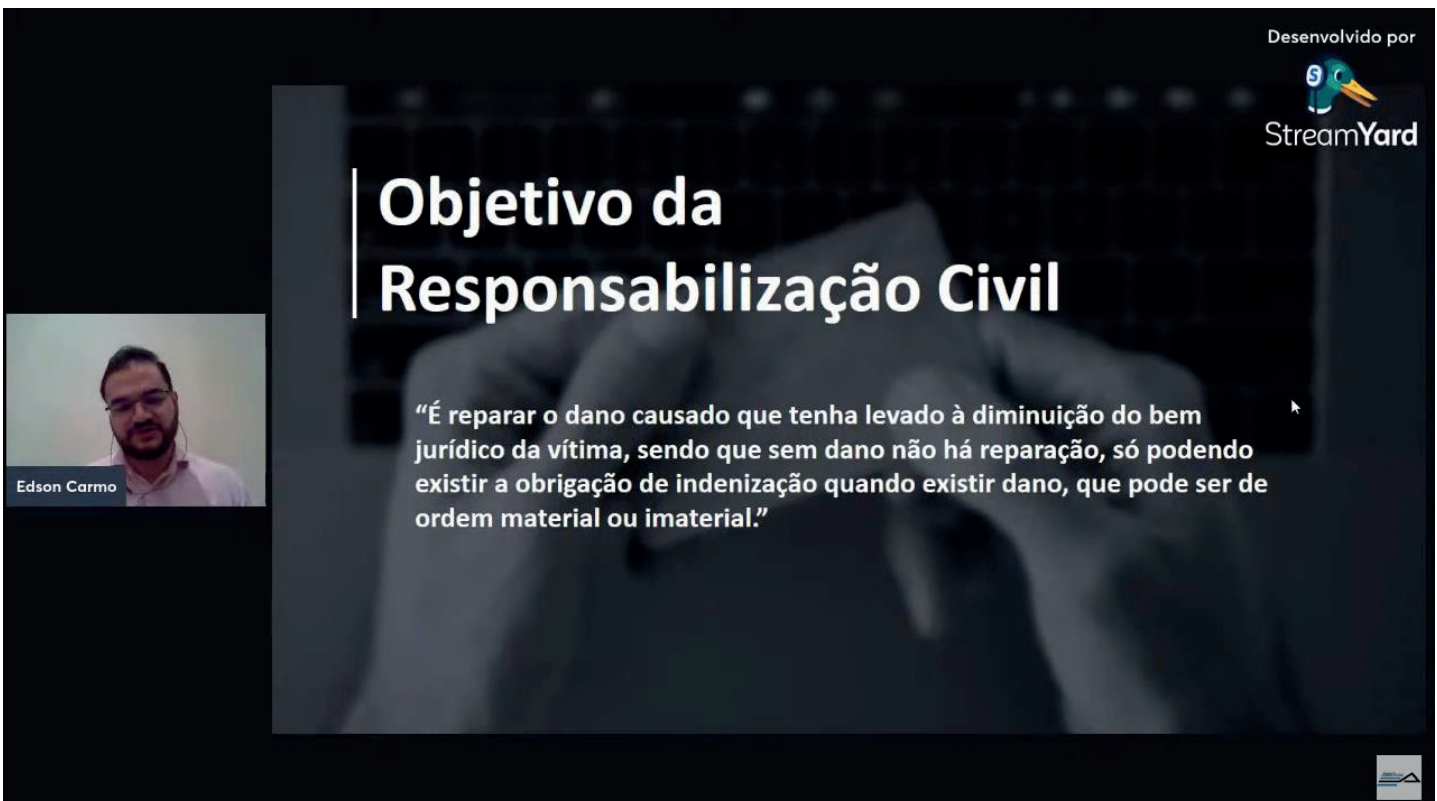 Desenvolvido por
StreamYard
Objetivo da
Responsabilização Civil
“É reparar o dano causado que tenha levado à diminuição do bem
jurídico da vítima, sendo que sem dano não há reparação, só podendo
existir a obrigação de indenização quando existir dano, que pode ser de
ordem material ou imaterial.”
Edson Carmo